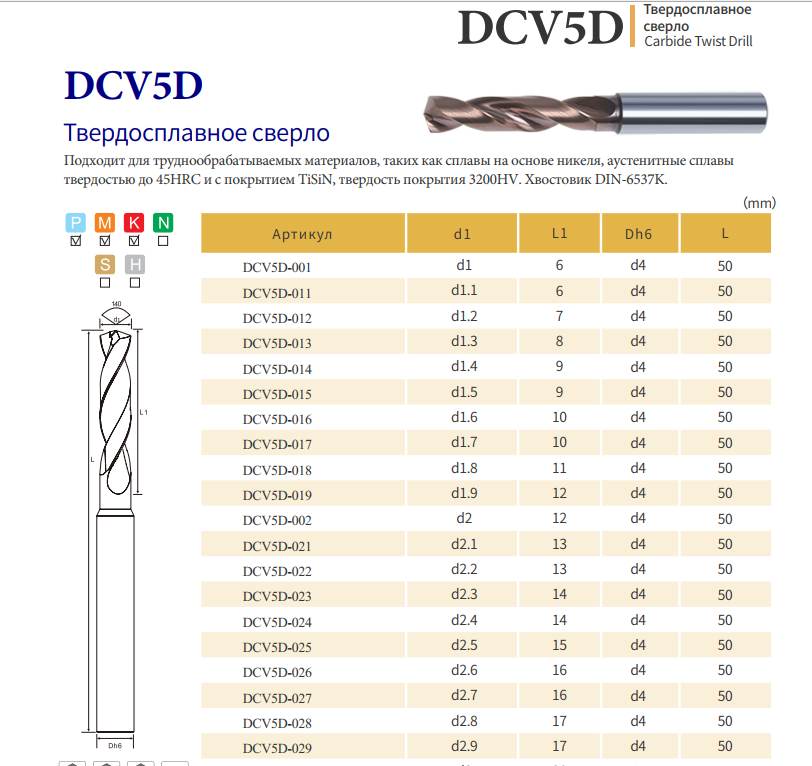 DCV5D
Твердосплавное
сверло
Carbide Twist Drill
DCV5D
Твердосплавное сверло
Подходит для труднообрабатываемых материалов, таких как сплавы на основе никеля, аустенитные сплавы
твердостью до 45HRC и с покрытием TiSiN, твердость покрытия 3200HV. Хвостовик DIN-6537K.
(mm)
P M K N
S H
140
d1
L1
L
Dh6
Артикул d1 L1 Dh6 L
DCV5D-001 d1 6 d4 50
DCV5D-011 d1.1 6 d4 50
DCV5D-012 d1.2 7 d4 50
DCV5D-013 d1.3 8 d4 50
DCV5D-014 d1.4 9 d4 50
DCV5D-015 d1.5 9 d4 50
DCV5D-016 d1.6 10 d4 50
DCV5D-017 d1.7 10 d4 50
DCV5D-018 d1.8 11 d4 50
DCV5D-019 d1.9 12 d4 50
DCV5D-002 d2 12 d4 50
DCV5D-021 d2.1 13 d4 50
DCV5D-022 d2.2 13 d4 50
DCV5D-023 d2.3 14 d4 50
DCV5D-024 d2.4 14 d4 50
DCV5D-025 d2.5 15 d4 50
DCV5D-026 d2.6 16 d4 50
DCV5D-027 d2.7 16 d4 50
DCV5D-028 d2.8 17 d4 50
DCV5D-029 d2.9 17 d4 50